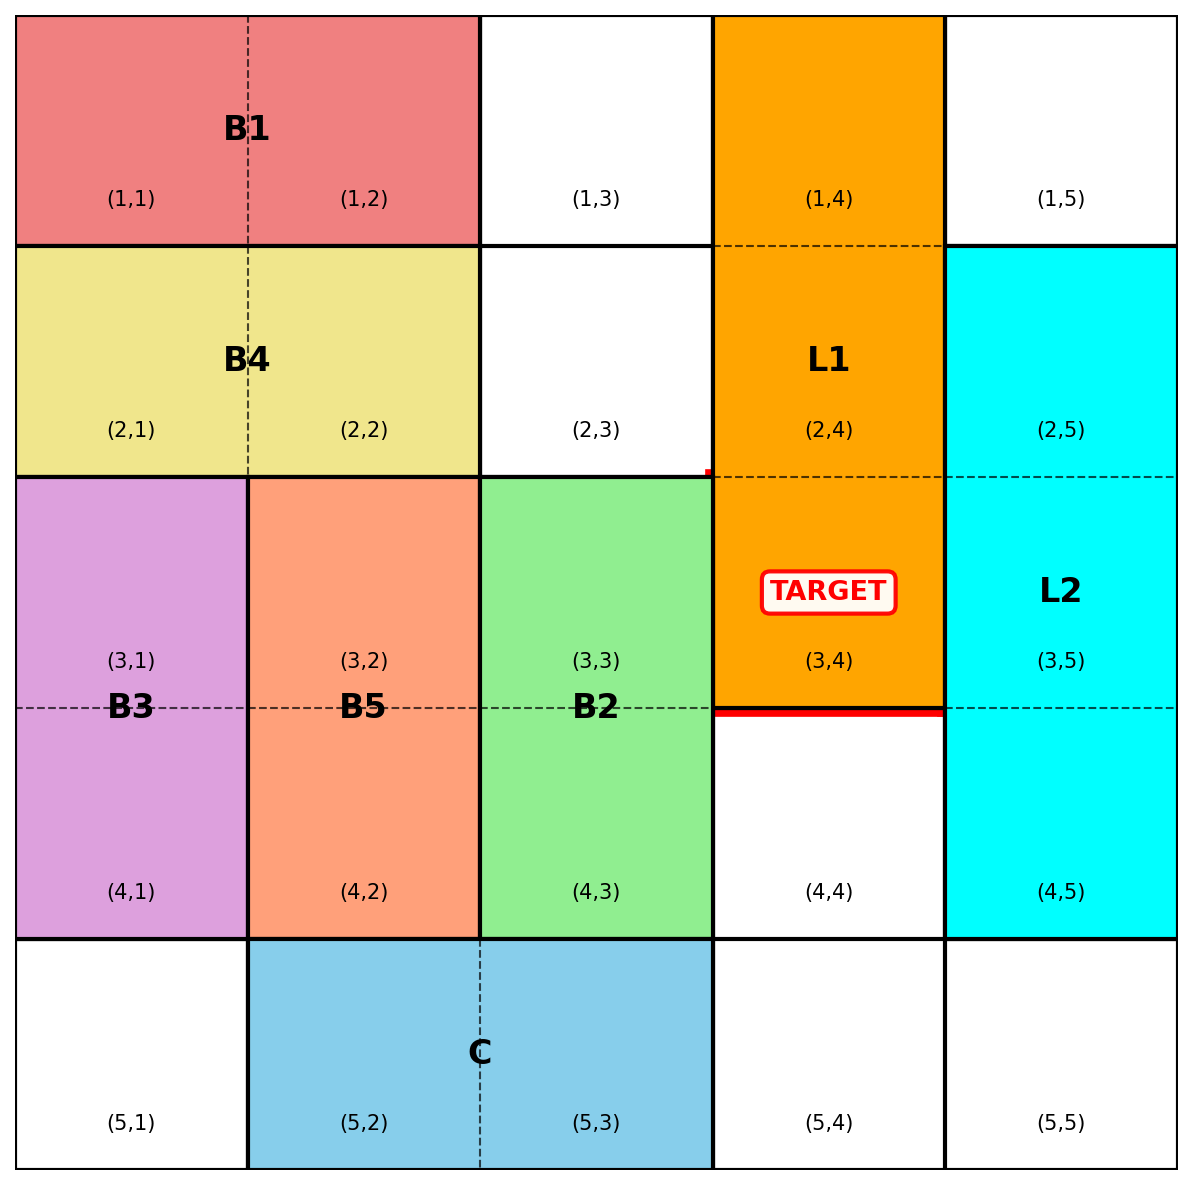 B1
(1,1) (1,2) (1,3) (1,4) (1,5)
B4 L1
(2,1) (2,2) (2,3) (2,4) (2,5)
TARGET L2
(3,1) (3,2) (3,3) (3,4) (3,5)
B3 B5 B2
(4,1) (4,2) (4,3) (4,4) (4,5)
C
(5,1) (5,2) (5,3) (5,4) (5,5)